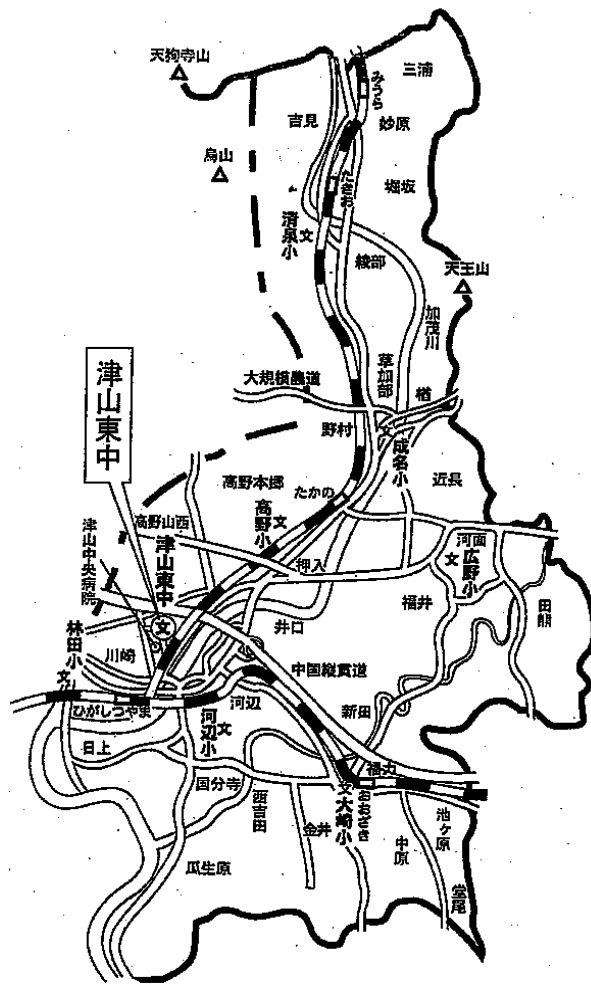 天狗寺山
三浦
みうら
吉見
妙原
烏山
堀坂
たきお
清泉小
文
綾部
天王山
加茂川
大規模農道
草加部
楢
津山東中
野村
文
成名小
高野本郷
たかの
近長
高野山西
高野小
文
津山中央病院
津山東中
押入
河面
文
広野小
文
福井
田熊
林田小
文
川崎
井口
中国縦貫道
ひがしつやま
河辺
新田
河辺小
文
日上
福力
国分寺
西吉田
文
大崎小
おおさき
金井
中原
池ヶ原
瓜生原
堂尾